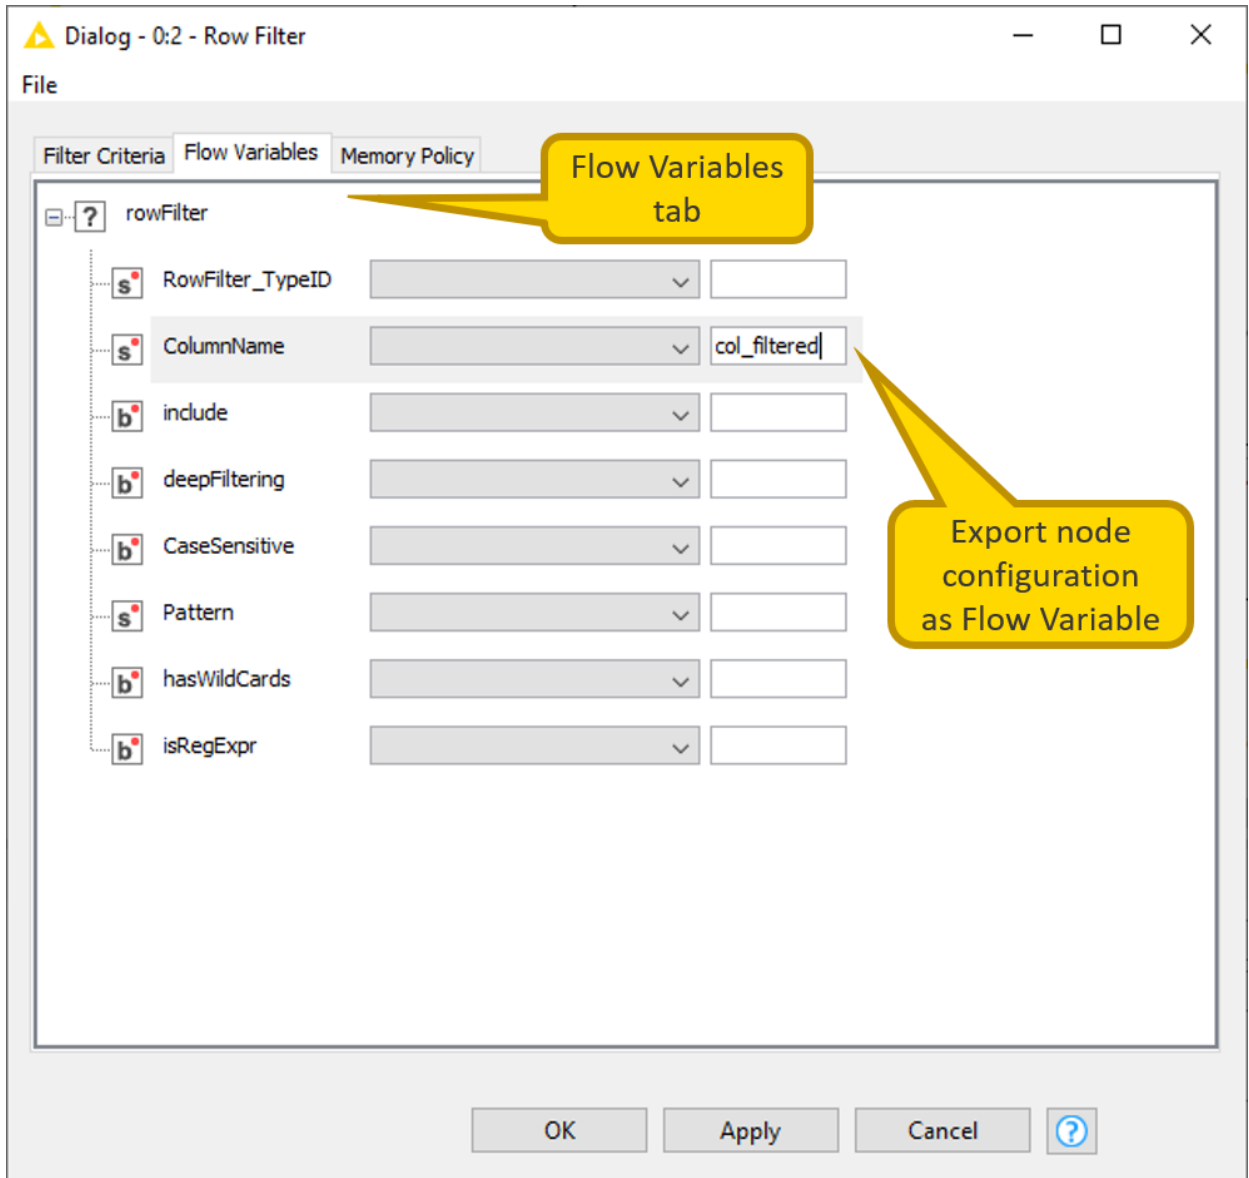 Dialog - 0:2 - Row Filter
File
Filter Criteria
Flow Variables
Memory Policy
Flow Variables
tab
? rowFilter
s RowFilter_TypeID
s ColumnName
col_filtered
b include
b deepFiltering
b CaseSensitive
s Pattern
b hasWildCards
b isRegExpr
Export node
configuration
as Flow Variable
OK
Apply
Cancel
?